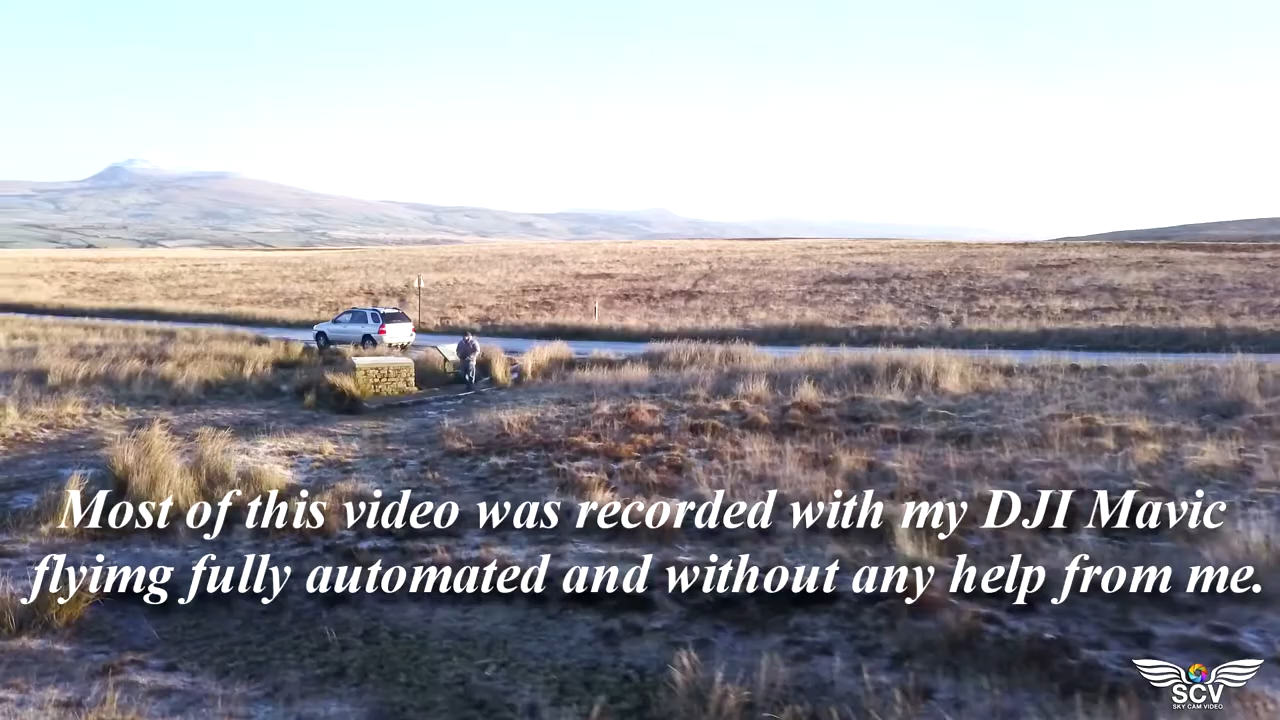 Most of this video was recorded with my DJI Mavic
flyimg fully automated and without any help from me.
SCV
SKY CAM VIDEO